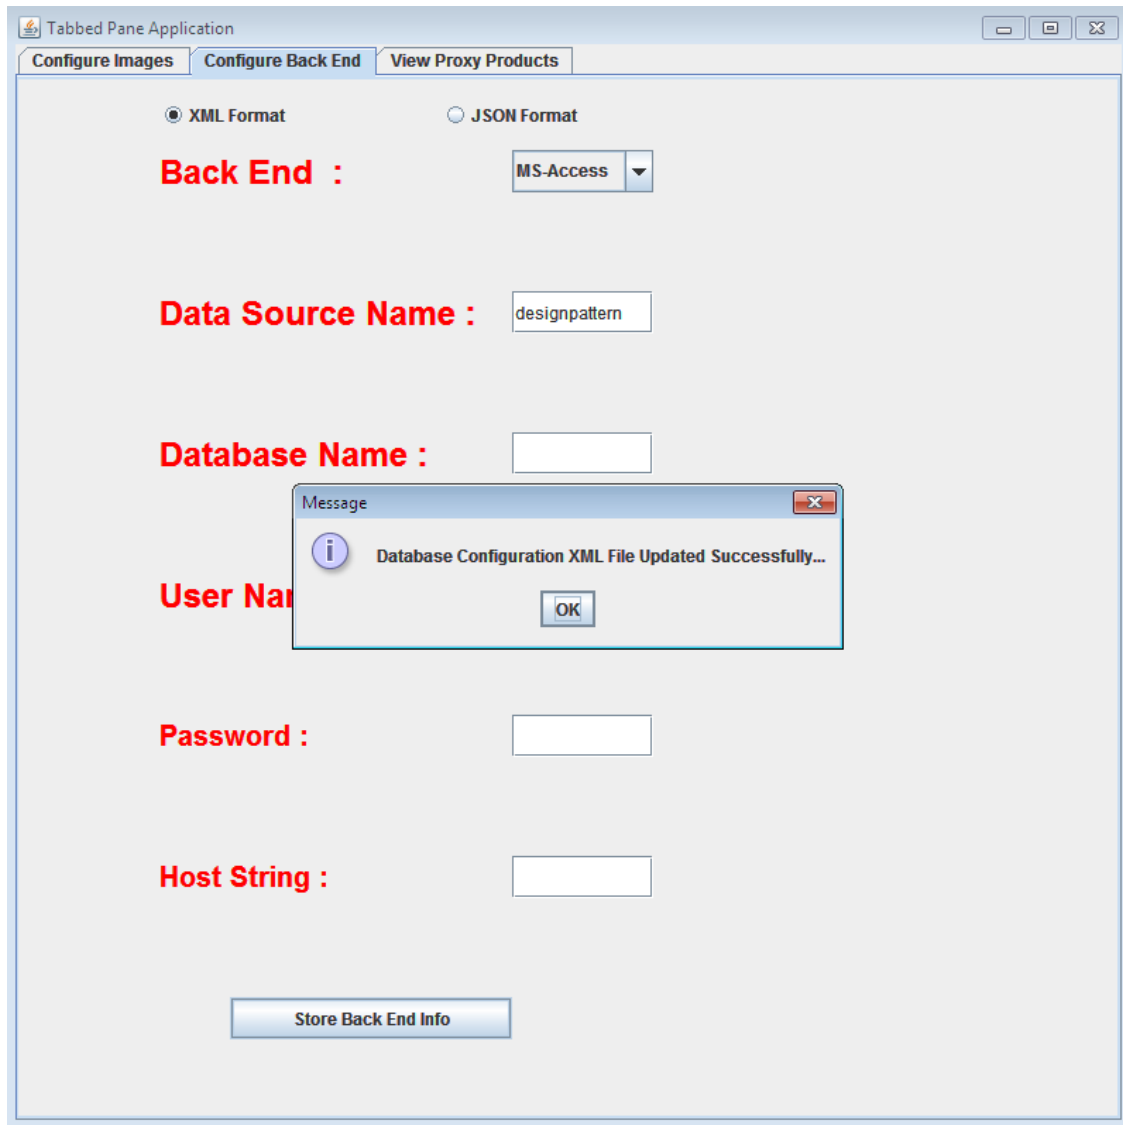 Tabbed Pane Application
Configure Images Configure Back End View Proxy Products
XML Format JSON Format
Back End : MS-Access
Data Source Name : designpattern
Database Name :
Message
Database Configuration XML File Updated Successfully...
User
OK
Password :
Host String :
Store Back End Info